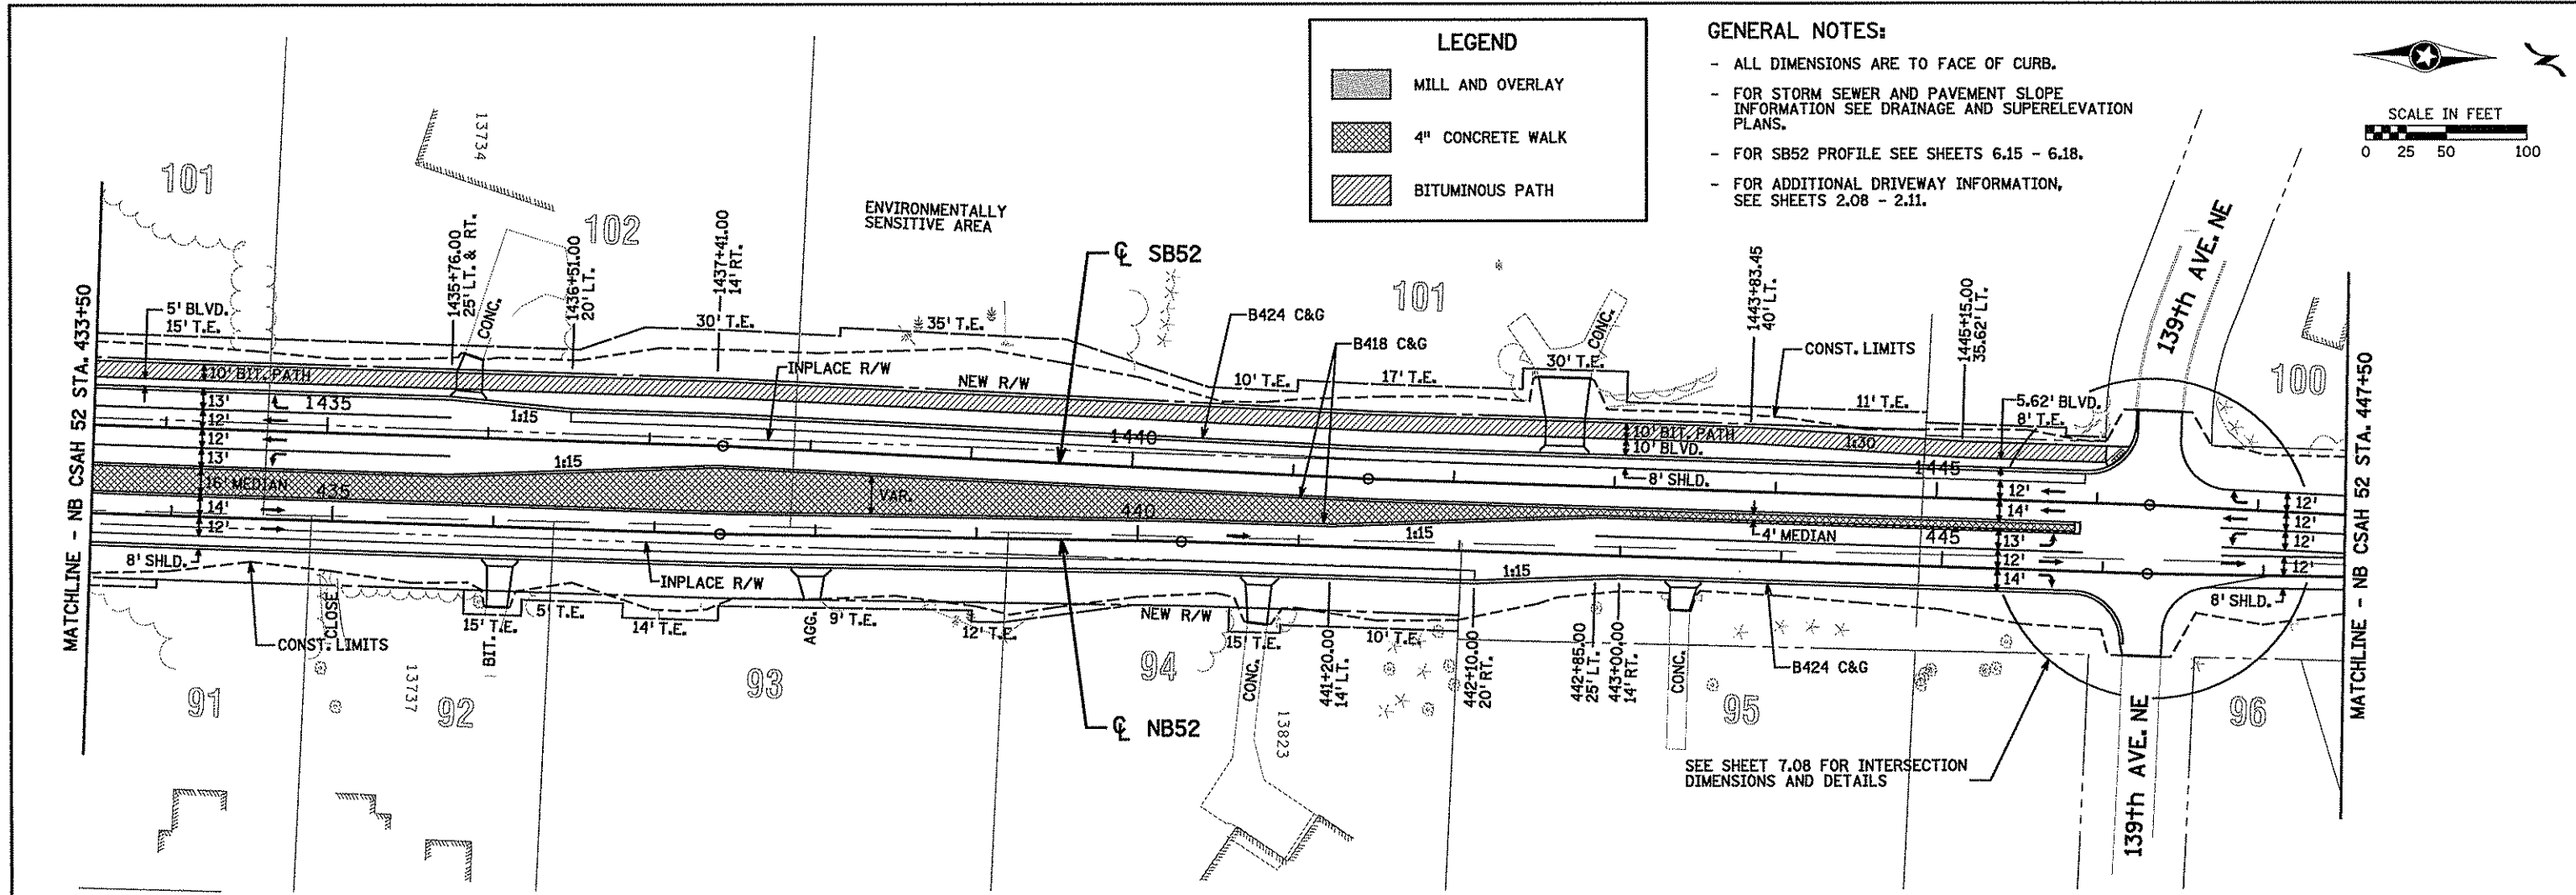 LEGEND
MILL AND OVERLAY
4" CONCRETE WALK
BITUMINOUS PATH
GENERAL NOTES:
- ALL DIMENSIONS ARE TO FACE OF CURB.
- FOR STORM SEWER AND PAVEMENT SLOPE
INFORMATION SEE DRAINAGE AND SUPERELEVATION
PLANS.
- FOR SB52 PROFILE SEE SHEETS 6.15 - 6.18.
- FOR ADDITIONAL DRIVEWAY INFORMATION,
SEE SHEETS 2.08 - 2.11.
SCALE IN FEET
0 25 50 100
MATCHLINE - NB CSAH 52 STA. 433+50
101
13734
102
ENVIRONMENTALLY
SENSITIVE AREA
1435+76.00
25' LT. & RT.
CONC.
1436+51.00
20' LT.
1437+41.00
14' RT.
℄ SB52
101
B424 C&G
B418 C&G
CONC.
1443+83.45
40' LT.
CONST. LIMITS
1445+15.00
35.62' LT.
139th AVE. NE
100
5' BLVD.
15' T.E.
30' T.E.
35' T.E.
10' T.E.
17' T.E.
30' T.E.
11' T.E.
5.62' BLVD.
8' T.E.
INPLACE R/W
NEW R/W
10' BIT. PATH
13'
1435
12'
12'
13'
1:15
1:15
1440
10' BIT. PATH
10' BLVD.
8' SHLD.
1:30
1445
12'
14'
12'
12'
12'
12'
16' MEDIAN
435
VAR.
440
1:15
4' MEDIAN
445
13'
12'
14'
14'
12'
8' SHLD.
INPLACE R/W
1:15
8' SHLD.
CLOSE
CONST. LIMITS
15' T.E.
BIT.
5' T.E.
14' T.E.
AGG.
9' T.E.
12' T.E.
NEW R/W
15' T.E.
CONC.
10' T.E.
441+20.00
14' LT.
442+10.00
20' RT.
442+85.00
25' LT.
443+00.00
14' RT.
CONC.
B424 C&G
91
13737
92
93
94
13823
95
96
℄ NB52
SEE SHEET 7.08 FOR INTERSECTION
DIMENSIONS AND DETAILS
139th AVE. NE
MATCHLINE - NB CSAH 52 STA. 447+50